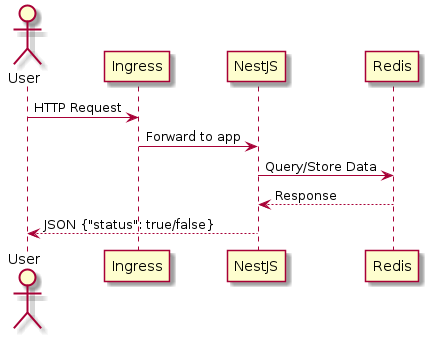 User
Ingress
NestJS
Redis
HTTP Request
Forward to app
Query/Store Data
Response
JSON {"status": true/false}
User
Ingress
NestJS
Redis